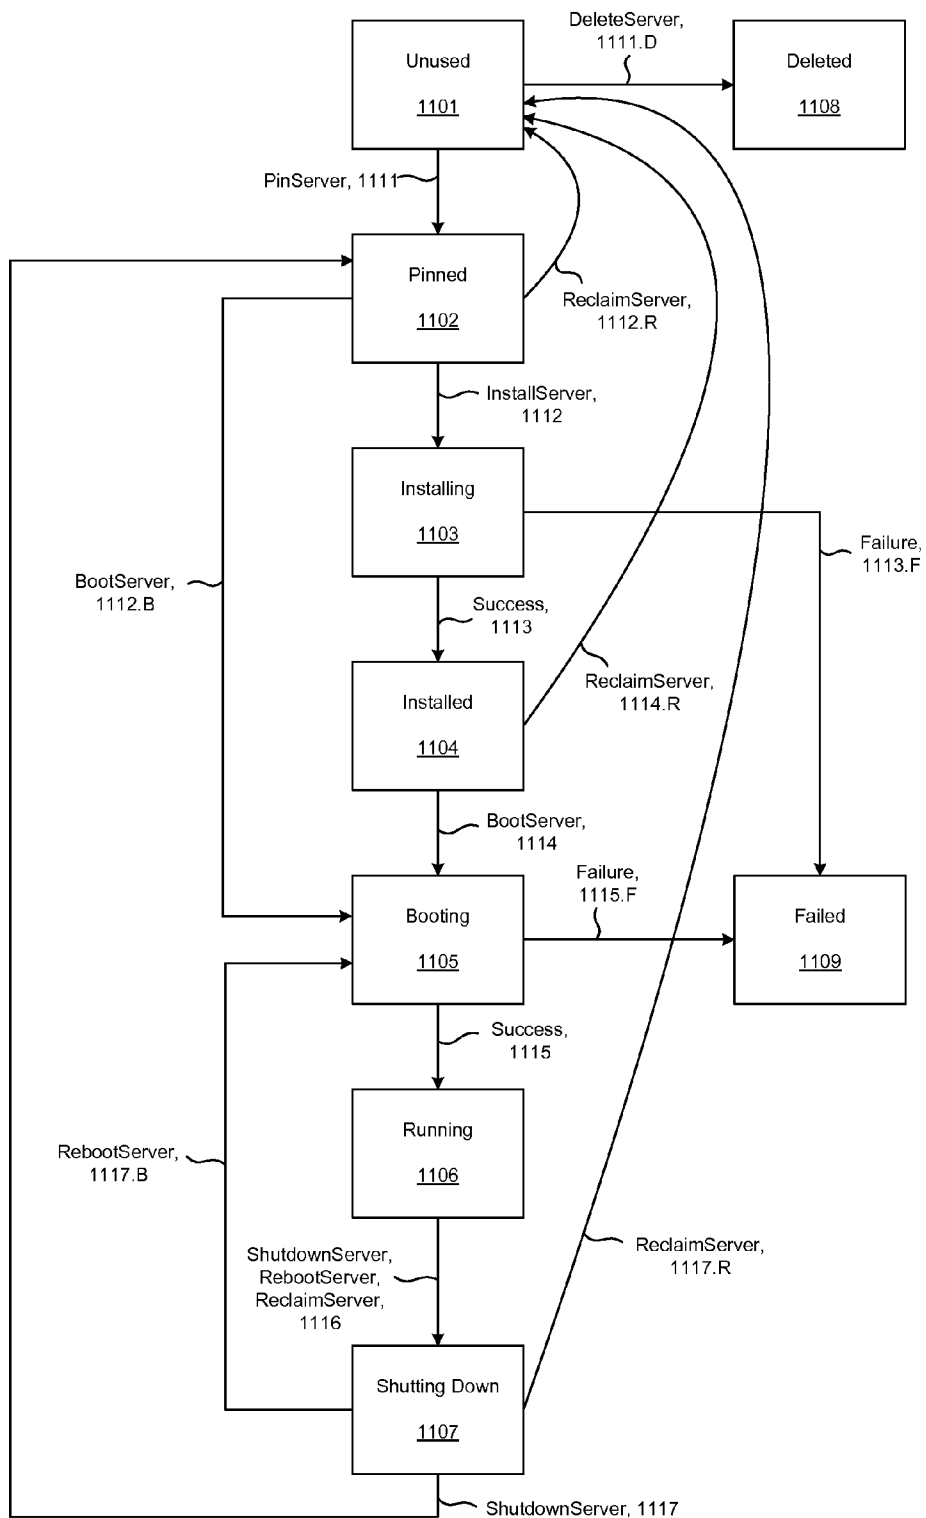 DeleteServer,
1111.D
Unused
1101
Deleted
1108
PinServer, 1111
Pinned
1102
ReclaimServer,
1112.R
InstallServer,
1112
Installing
1103
Failure,
1113.F
BootServer,
1112.B
Success,
1113
Installed
1104
ReclaimServer,
1114.R
BootServer,
1114
Failure,
1115.F
Booting
1105
Failed
1109
Success,
1115
Running
1106
RebootServer,
1117.B
ShutdownServer,
RebootServer,
ReclaimServer,
1116
ReclaimServer,
1117.R
Shutting Down
1107
ShutdownServer, 1117